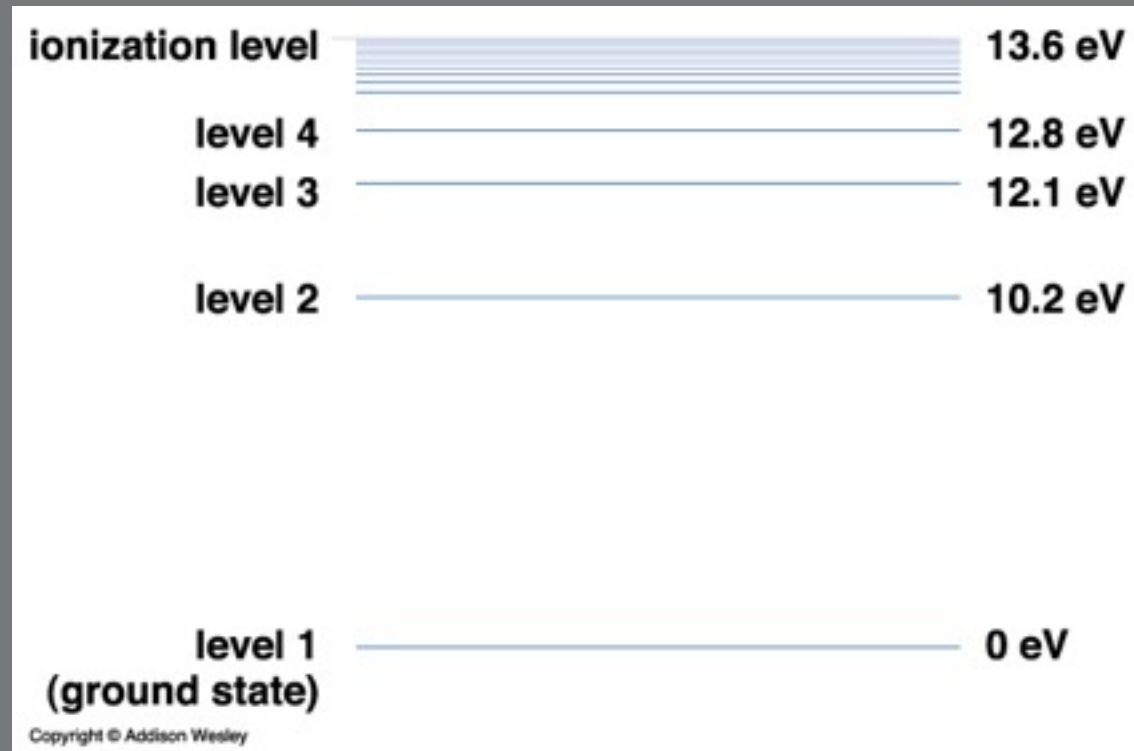 ionization level 13.6 eV
level 4 12.8 eV
level 3 12.1 eV
level 2 10.2 eV
level 1 0 eV
(ground state)
Copyright © Addison Wesley